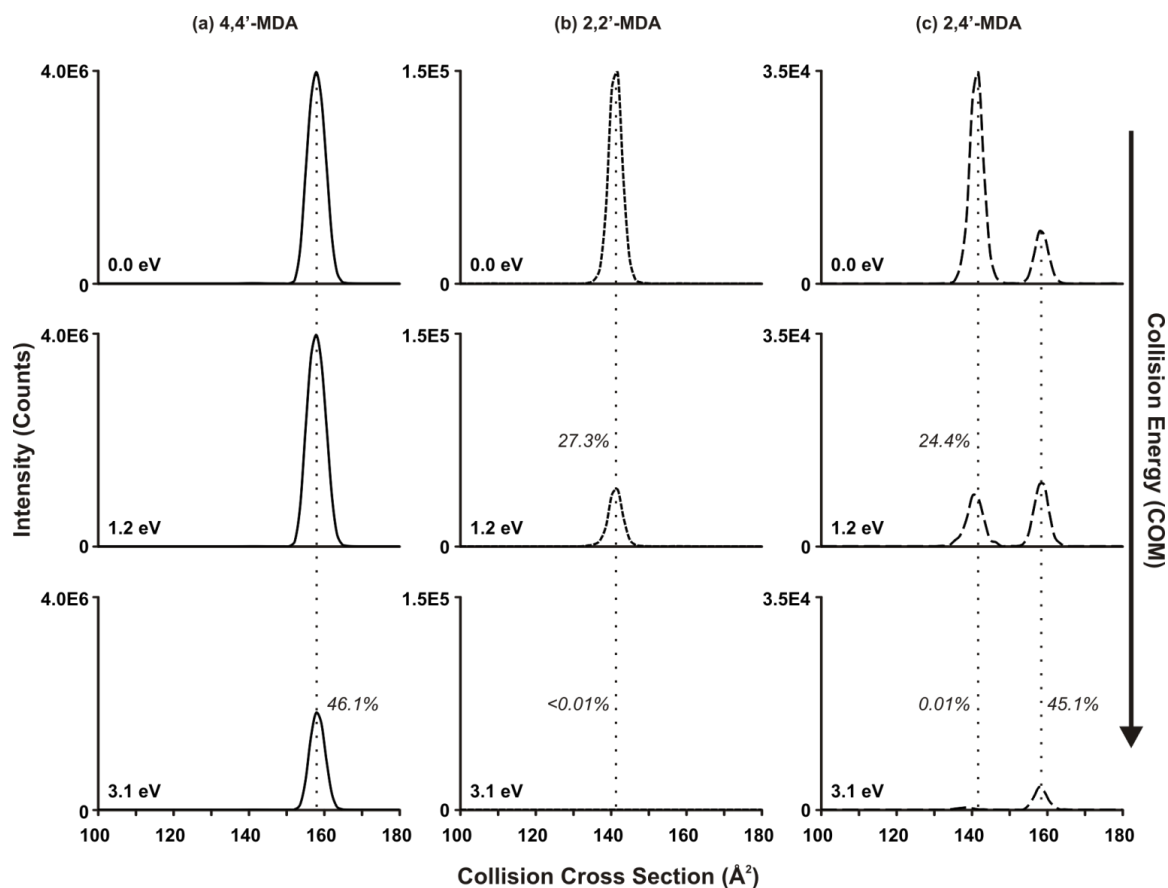 (a) 4,4'-MDA
(b) 2,2'-MDA
(c) 2,4'-MDA
4.0E6
0.0 eV
0
1.5E5
0.0 eV
0
3.5E4
0.0 eV
0
4.0E6
1.2 eV
0
1.5E5
27.3%
1.2 eV
0
3.5E4
24.4%
1.2 eV
0
4.0E6
46.1%
3.1 eV
0
1.5E5
<0.01%
3.1 eV
0
3.5E4
0.01%
45.1%
3.1 eV
0
100 120 140 160 180
100 120 140 160 180
100 120 140 160 180
Intensity (Counts)
Collision Cross Section (Å²)
Collision Energy (COM)